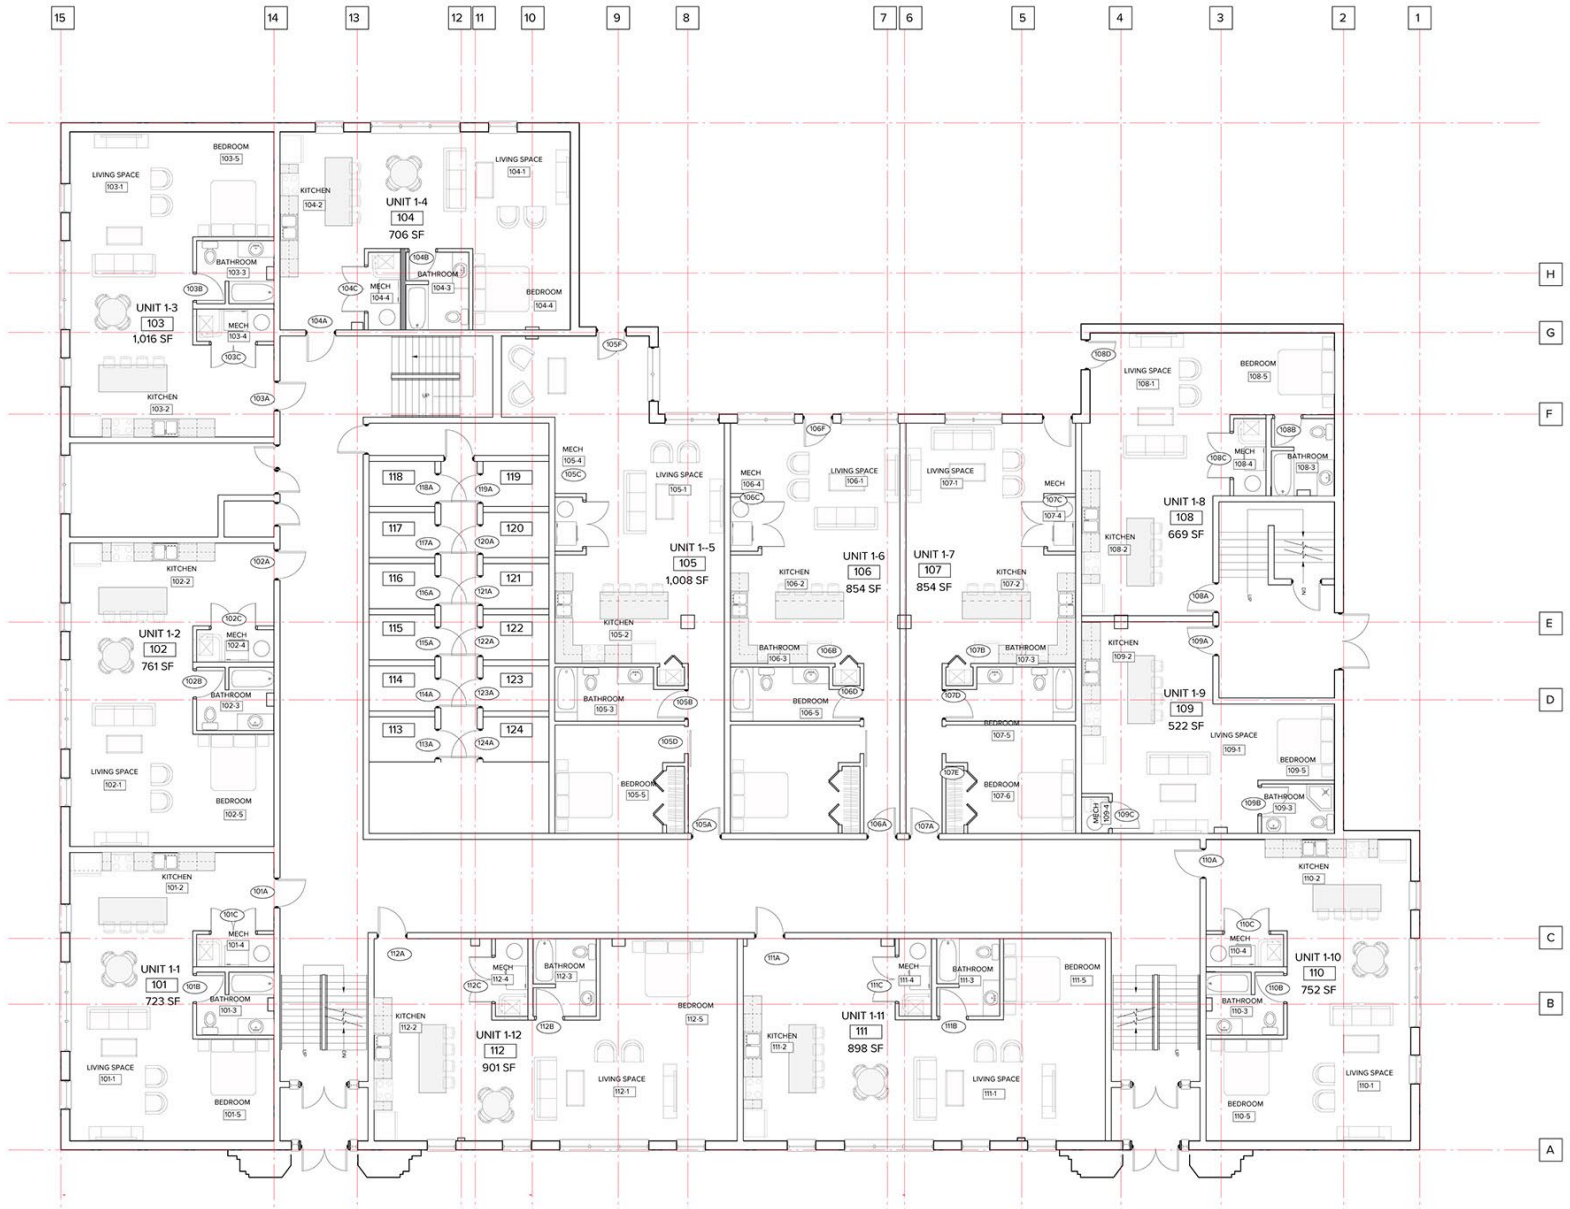 15
14
13
12
11
10
9
8
7
6
5
4
3
2
1
H
G
F
E
D
C
B
A
LIVING SPACE
103-1
BEDROOM
103-5
BATHROOM
103-3
103B
UNIT 1-3
103
1,016 SF
MECH
103-4
103C
KITCHEN
103-2
103A
KITCHEN
104-2
UNIT 1-4
104
706 SF
LIVING SPACE
104-1
104B
BATHROOM
104-3
104C
MECH
104-4
BEDROOM
104-4
104A
UP
105F
102A
KITCHEN
102-2
102C
UNIT 1-2
102
761 SF
MECH
102-4
102B
BATHROOM
102-3
LIVING SPACE
102-1
BEDROOM
102-5
118
118A
119
119A
117
117A
120
120A
116
116A
121
121A
115
115A
122
122A
114
114A
123
123A
113
113A
124
124A
MECH
105-4
105C
LIVING SPACE
105-1
UNIT 1--5
105
1,008 SF
KITCHEN
105-2
BATHROOM
105-3
105B
105D
BEDROOM
105-5
105A
106F
MECH
106-4
106C
LIVING SPACE
106-1
UNIT 1-6
106
854 SF
KITCHEN
106-2
BATHROOM
106-3
106B
106D
BEDROOM
106-5
106A
LIVING SPACE
107-1
MECH
107C
107-4
UNIT 1-7
107
854 SF
KITCHEN
107-2
107B
BATHROOM
107-3
107D
BEDROOM
107-5
107E
BEDROOM
107-6
107A
108D
LIVING SPACE
108-1
BEDROOM
108-5
108B
108C
MECH
108-4
BATHROOM
108-3
UNIT 1-8
108
669 SF
KITCHEN
108-2
108A
UP
DN
109A
KITCHEN
109-2
UNIT 1-9
109
522 SF
LIVING SPACE
109-1
BEDROOM
109-5
109B
BATHROOM
109-3
MECH
109-4
109C
KITCHEN
101-2
101A
101C
MECH
101-4
UNIT 1-1
101
723 SF
101B
BATHROOM
101-3
LIVING SPACE
101-1
BEDROOM
101-5
UP
DN
112A
MECH
112-4
112C
BATHROOM
112-3
112B
KITCHEN
112-2
UNIT 1-12
112
901 SF
BEDROOM
112-5
LIVING SPACE
112-1
111A
MECH
111-4
111C
BATHROOM
111-3
111B
BEDROOM
111-5
UNIT 1-11
111
898 SF
KITCHEN
111-2
LIVING SPACE
111-1
UP
DN
110A
KITCHEN
110-2
110C
MECH
110-4
UNIT 1-10
110
752 SF
110B
BATHROOM
110-3
LIVING SPACE
110-1
BEDROOM
110-5